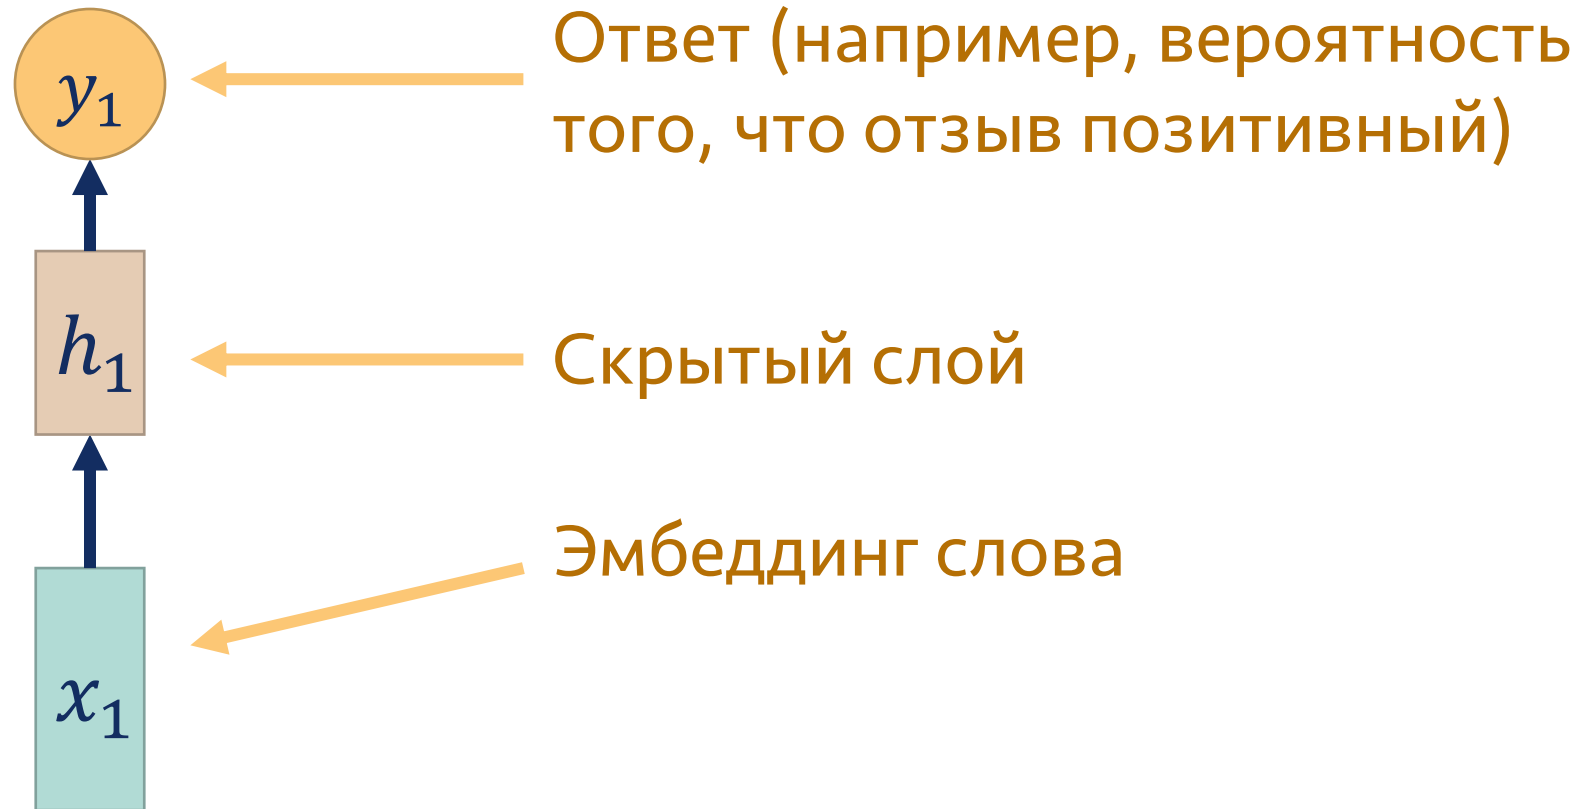 y₁
Ответ (например, вероятность
того, что отзыв позитивный)
h₁
Скрытый слой
Эмбеддинг слова
x₁